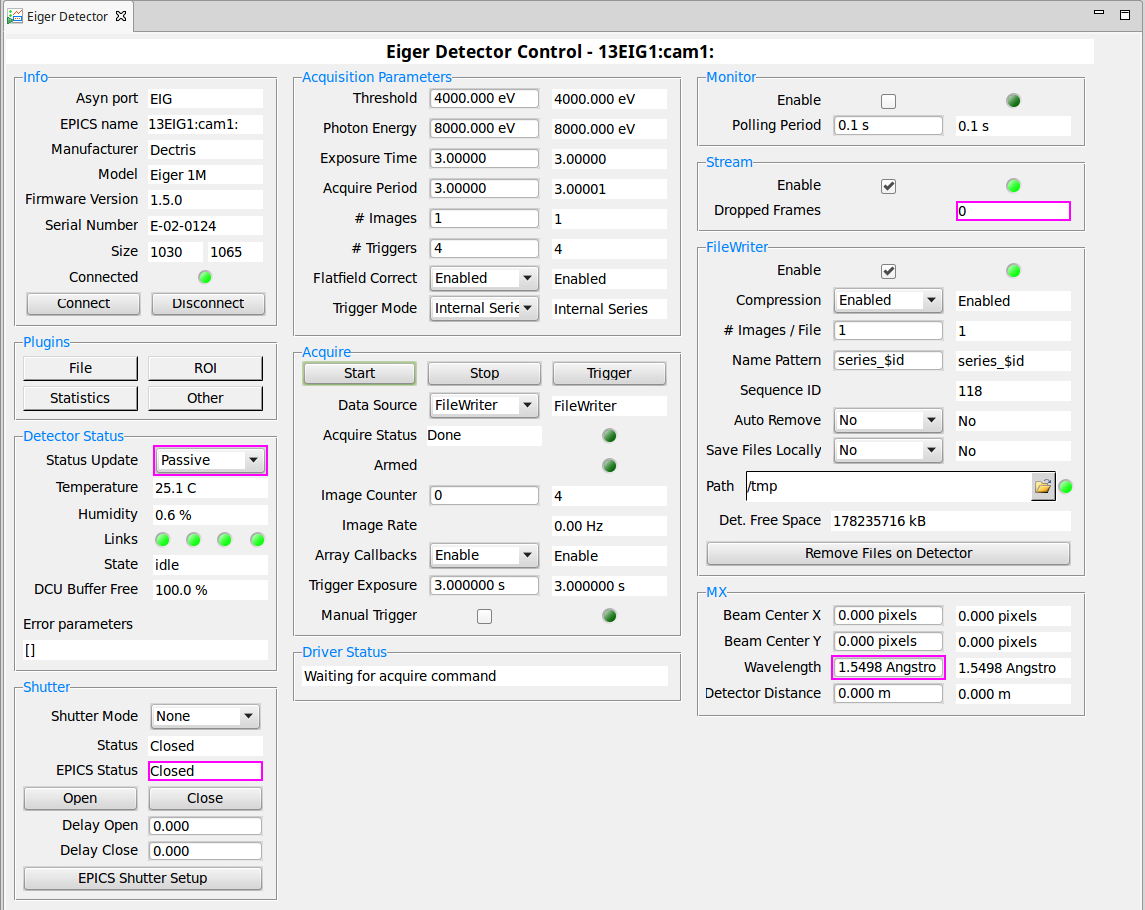 Eiger Detector
Eiger Detector Control - 13EIG1:cam1:
Info
Asyn port EIG
EPICS name 13EIG1:cam1:
Manufacturer Dectris
Model Eiger 1M
Firmware Version 1.5.0
Serial Number E-02-0124
Size 1030 1065
Connected
Connect Disconnect
Plugins
File ROI
Statistics Other
Detector Status
Status Update Passive
Temperature 25.1 C
Humidity 0.6 %
Links
State idle
DCU Buffer Free 100.0 %
Error parameters
[]
Shutter
Shutter Mode None
Status Closed
EPICS Status Closed
Open Close
Delay Open 0.000
Delay Close 0.000
EPICS Shutter Setup
Acquisition Parameters
Threshold 4000.000 eV 4000.000 eV
Photon Energy 8000.000 eV 8000.000 eV
Exposure Time 3.00000 3.00000
Acquire Period 3.00000 3.00001
# Images 1 1
# Triggers 4 4
Flatfield Correct Enabled Enabled
Trigger Mode Internal Serie Internal Series
Acquire
Start Stop Trigger
Data Source FileWriter FileWriter
Acquire Status Done
Armed
Image Counter 0 4
Image Rate 0.00 Hz
Array Callbacks Enable Enable
Trigger Exposure 3.000000 s 3.000000 s
Manual Trigger
Driver Status
Waiting for acquire command
Monitor
Enable
Polling Period 0.1 s 0.1 s
Stream
Enable
Dropped Frames 0
FileWriter
Enable
Compression Enabled Enabled
# Images / File 1 1
Name Pattern series_$id series_$id
Sequence ID 118
Auto Remove No No
Save Files Locally No No
Path /tmp
Det. Free Space 178235716 kB
Remove Files on Detector
MX
Beam Center X 0.000 pixels 0.000 pixels
Beam Center Y 0.000 pixels 0.000 pixels
Wavelength 1.5498 Angstro 1.5498 Angstro
Detector Distance 0.000 m 0.000 m